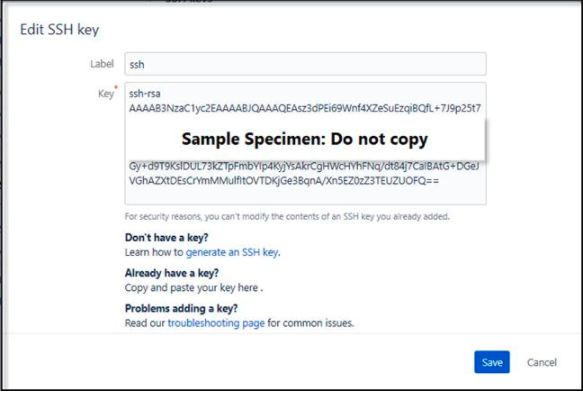 Edit SSH key
Label
ssh
Key*
ssh-rsa
AAAAB3NzaC1yc2EAAAABJQAAAQEAsz3dPEi69Wnf4XZeSuEzqiBQfL+7J9p25t7
Sample Specimen: Do not copy
Gy+d9T9KslDUL73kZTpFmbYIp4KyjYsAkrCgHWcHYhFNq/dt84j7CaIBAtG+DGeJ
VGhAZXtDEsCrYmMMulfItOVTDKjGe38qnA/Xn5EZ0zZ3TEUZUOFQ==
For security reasons, you can't modify the contents of an SSH key you already added.
Don't have a key?
Learn how to generate an SSH key.
Already have a key?
Copy and paste your key here .
Problems adding a key?
Read our troubleshooting page for common issues.
Save
Cancel